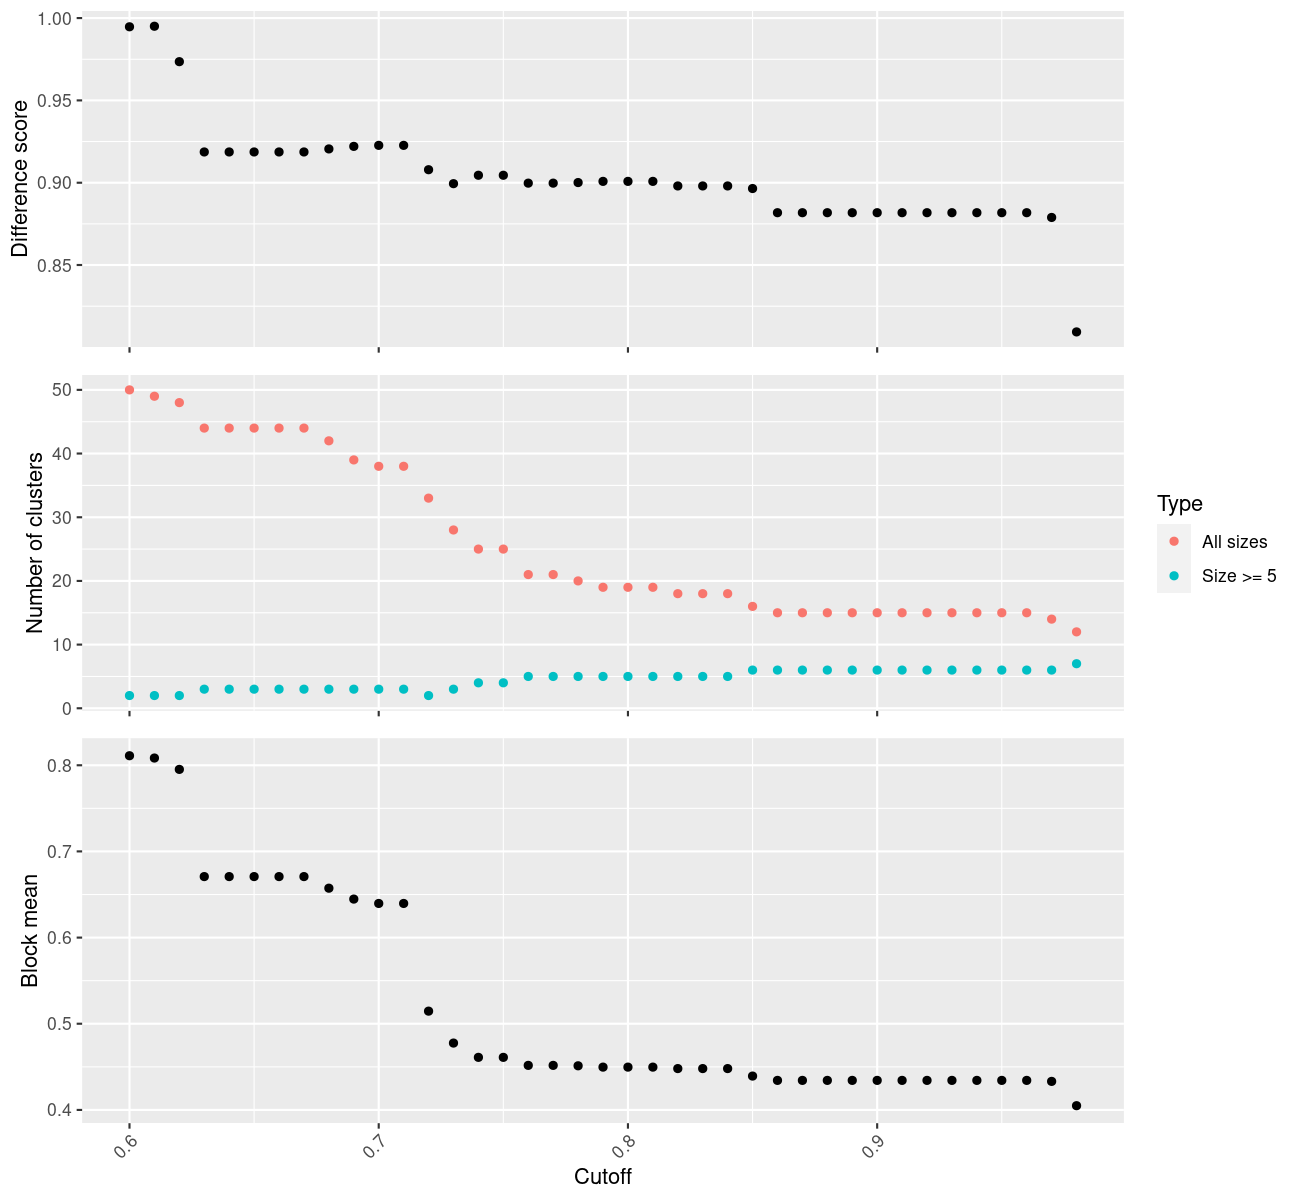 Difference score
1.00
0.95
0.90
0.85
Number of clusters
50
40
30
20
10
0
Type
All sizes
Size >= 5
Block mean
0.8
0.7
0.6
0.5
0.4
0.6 0.7 0.8 0.9
Cutoff